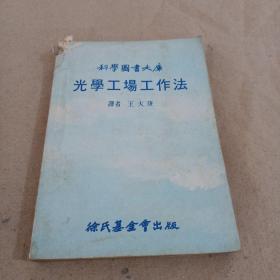 科學圖書大庫
光學工場工作法
譯者 王大庚
徐氏基金會出版